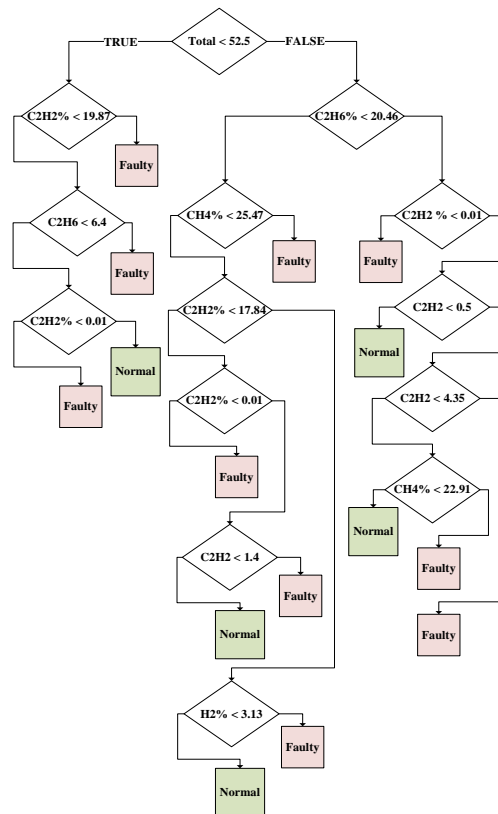 Total < 52.5
TRUE
FALSE
C2H2% < 19.87
C2H6% < 20.46
Faulty
C2H6 < 6.4
CH4% < 25.47
C2H2 % < 0.01
Faulty
Faulty
Faulty
C2H2% < 0.01
C2H2% < 17.84
C2H2 < 0.5
Normal
Normal
Faulty
C2H2% < 0.01
C2H2 < 4.35
Faulty
CH4% < 22.91
Normal
C2H2 < 1.4
Faulty
Faulty
Normal
Faulty
H2% < 3.13
Faulty
Normal